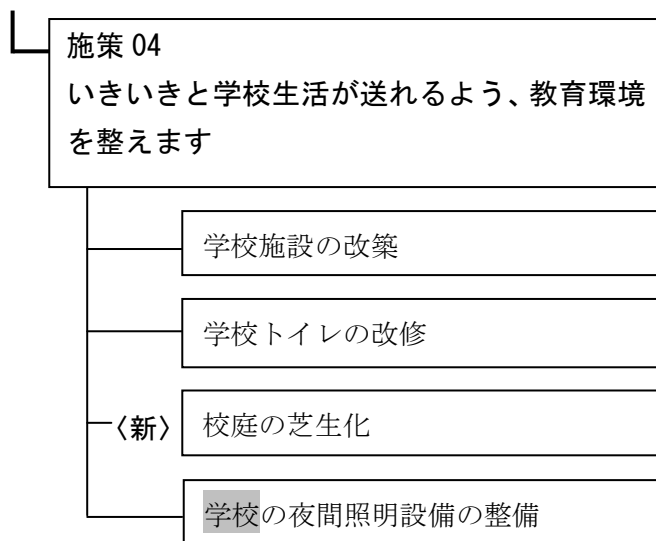 施策 04
いきいきと学校生活が送れるよう、教育環境
を整えます
学校施設の改築
学校トイレの改修
〈新〉 校庭の芝生化
学校の夜間照明設備の整備